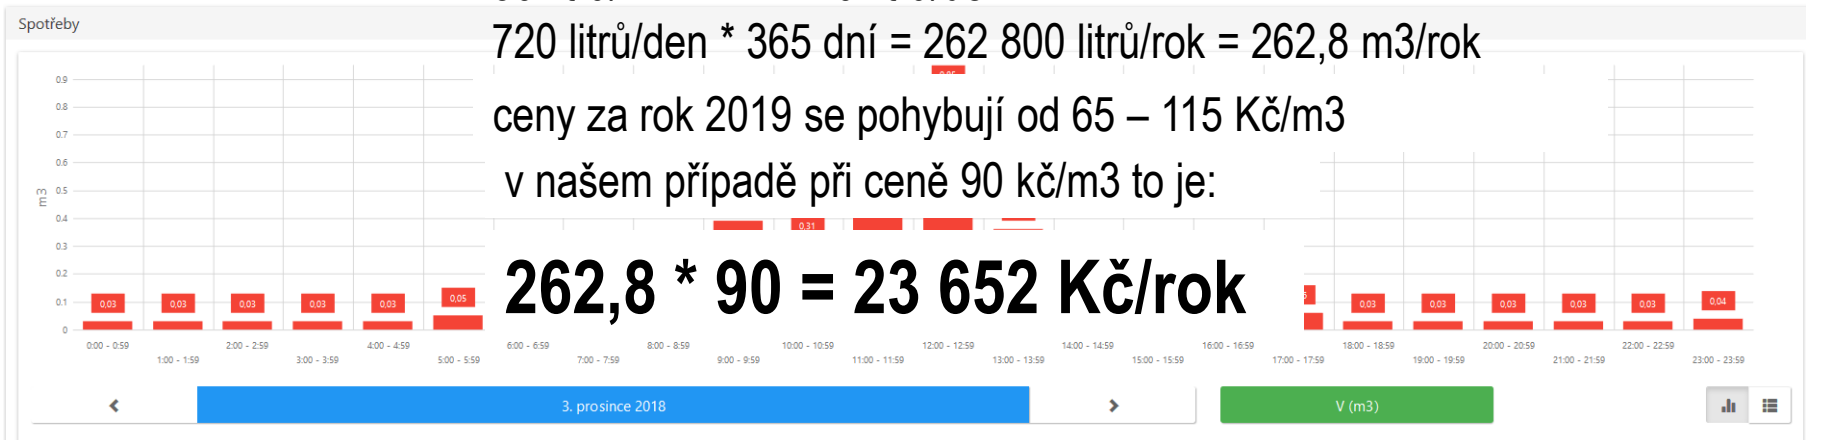 Spotřeby
720 litrů/den * 365 dní = 262 800 litrů/rok = 262,8 m3/rok
ceny za rok 2019 se pohybují od 65 – 115 Kč/m3
v našem případě při ceně 90 kč/m3 to je:
262,8 * 90 = 23 652 Kč/rok
m3
0.9
0.8
0.7
0.6
0.5
0.4
0.3
0.2
0.1
0
0,03 0,03 0,03 0,03 0,03 0,05 0,31 0,03 0,03 0,03 0,03 0,03 0,04
0:00 - 0:59 2:00 - 2:59 4:00 - 4:59 6:00 - 6:59 8:00 - 8:59 10:00 - 10:59 12:00 - 12:59 14:00 - 14:59 16:00 - 16:59 18:00 - 18:59 20:00 - 20:59 22:00 - 22:59
1:00 - 1:59 3:00 - 3:59 5:00 - 5:59 7:00 - 7:59 9:00 - 9:59 11:00 - 11:59 13:00 - 13:59 15:00 - 15:59 17:00 - 17:59 19:00 - 19:59 21:00 - 21:59 23:00 - 23:59
3. prosince 2018
V (m3)